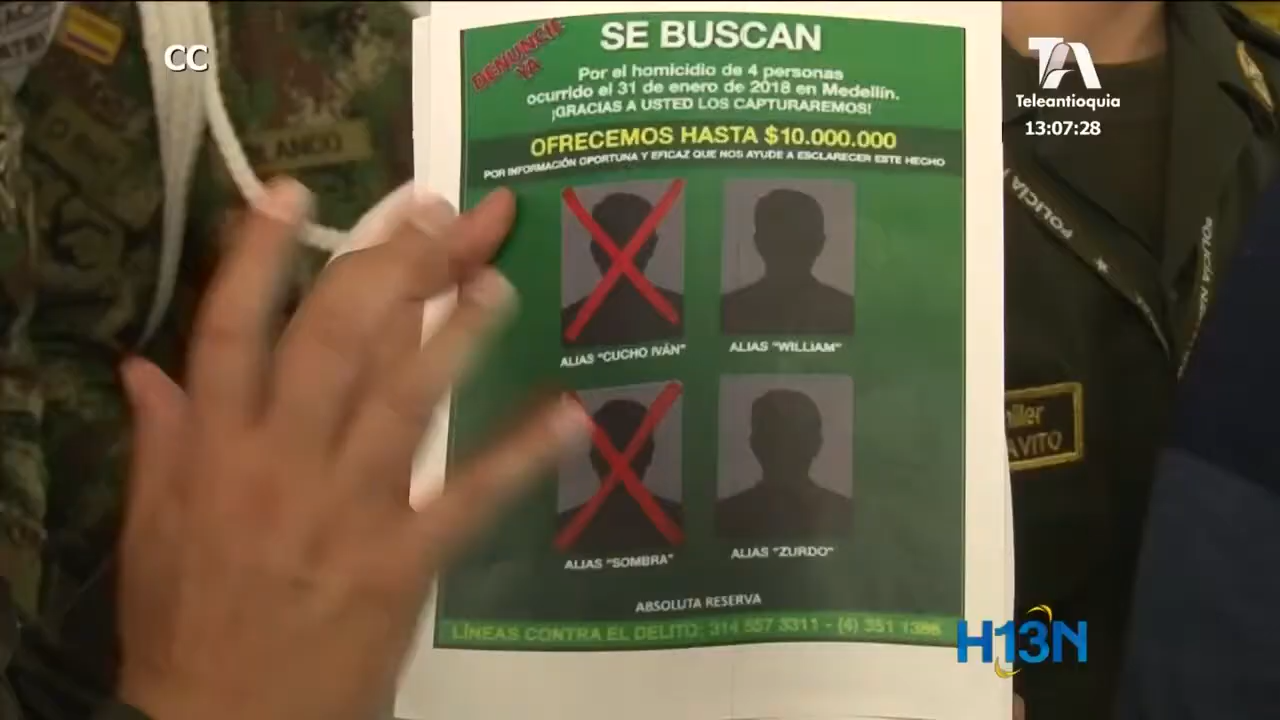 CC
DENUNCIE
YA
SE BUSCAN
Por el homicidio de 4 personas
ocurrido el 31 de enero de 2018 en Medellín.
¡GRACIAS A USTED LOS CAPTURAREMOS!
OFRECEMOS HASTA $10.000.000
POR INFORMACIÓN OPORTUNA Y EFICAZ QUE NOS AYUDE A ESCLARECER ESTE HECHO
ALIAS "CUCHO IVÁN"
ALIAS "WILLIAM"
ALIAS "SOMBRA"
ALIAS "ZURDO"
ABSOLUTA RESERVA
LÍNEAS CONTRA EL DELITO: 314 557 3311 - (4) 351 1386
TA
Teleantioquia
13:07:28
POLICÍA
AVITO
H13N